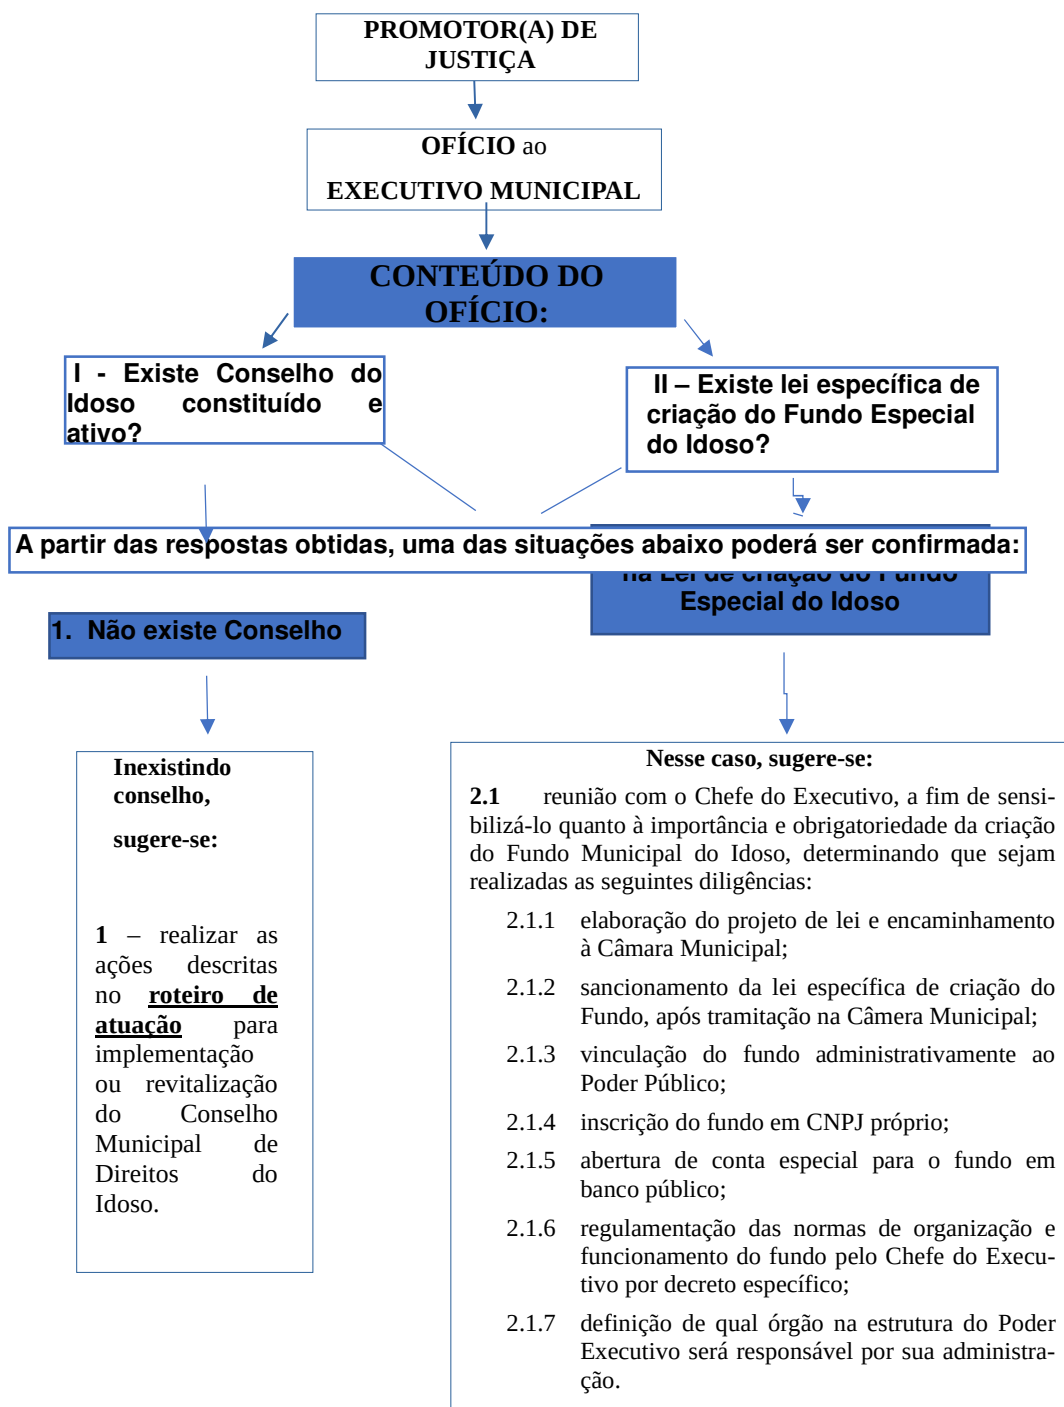 PROMOTOR(A) DE
JUSTIÇA
OFÍCIO ao
EXECUTIVO MUNICIPAL
CONTEÚDO DO
OFÍCIO:
I - Existe Conselho do
Idoso constituído e
ativo?
II – Existe lei específica de
criação do Fundo Especial
do Idoso?
A partir das respostas obtidas, uma das situações abaixo poderá ser confirmada:
na Lei de criação do Fundo
Especial do Idoso
1. Não existe Conselho
Inexistindo
conselho,
sugere-se:
1 – realizar as
ações descritas
no roteiro de
atuação para
implementação
ou revitalização
do Conselho
Municipal de
Direitos do
Idoso.
Nesse caso, sugere-se:
2.1 reunião com o Chefe do Executivo, a fim de sensi-
bilizá-lo quanto à importância e obrigatoriedade da criação
do Fundo Municipal do Idoso, determinando que sejam
realizadas as seguintes diligências:
2.1.1 elaboração do projeto de lei e encaminhamento
à Câmara Municipal;
2.1.2 sancionamento da lei específica de criação do
Fundo, após tramitação na Câmera Municipal;
2.1.3 vinculação do fundo administrativamente ao
Poder Público;
2.1.4 inscrição do fundo em CNPJ próprio;
2.1.5 abertura de conta especial para o fundo em
banco público;
2.1.6 regulamentação das normas de organização e
funcionamento do fundo pelo Chefe do Execu-
tivo por decreto específico;
2.1.7 definição de qual órgão na estrutura do Poder
Executivo será responsável por sua administra-
ção.